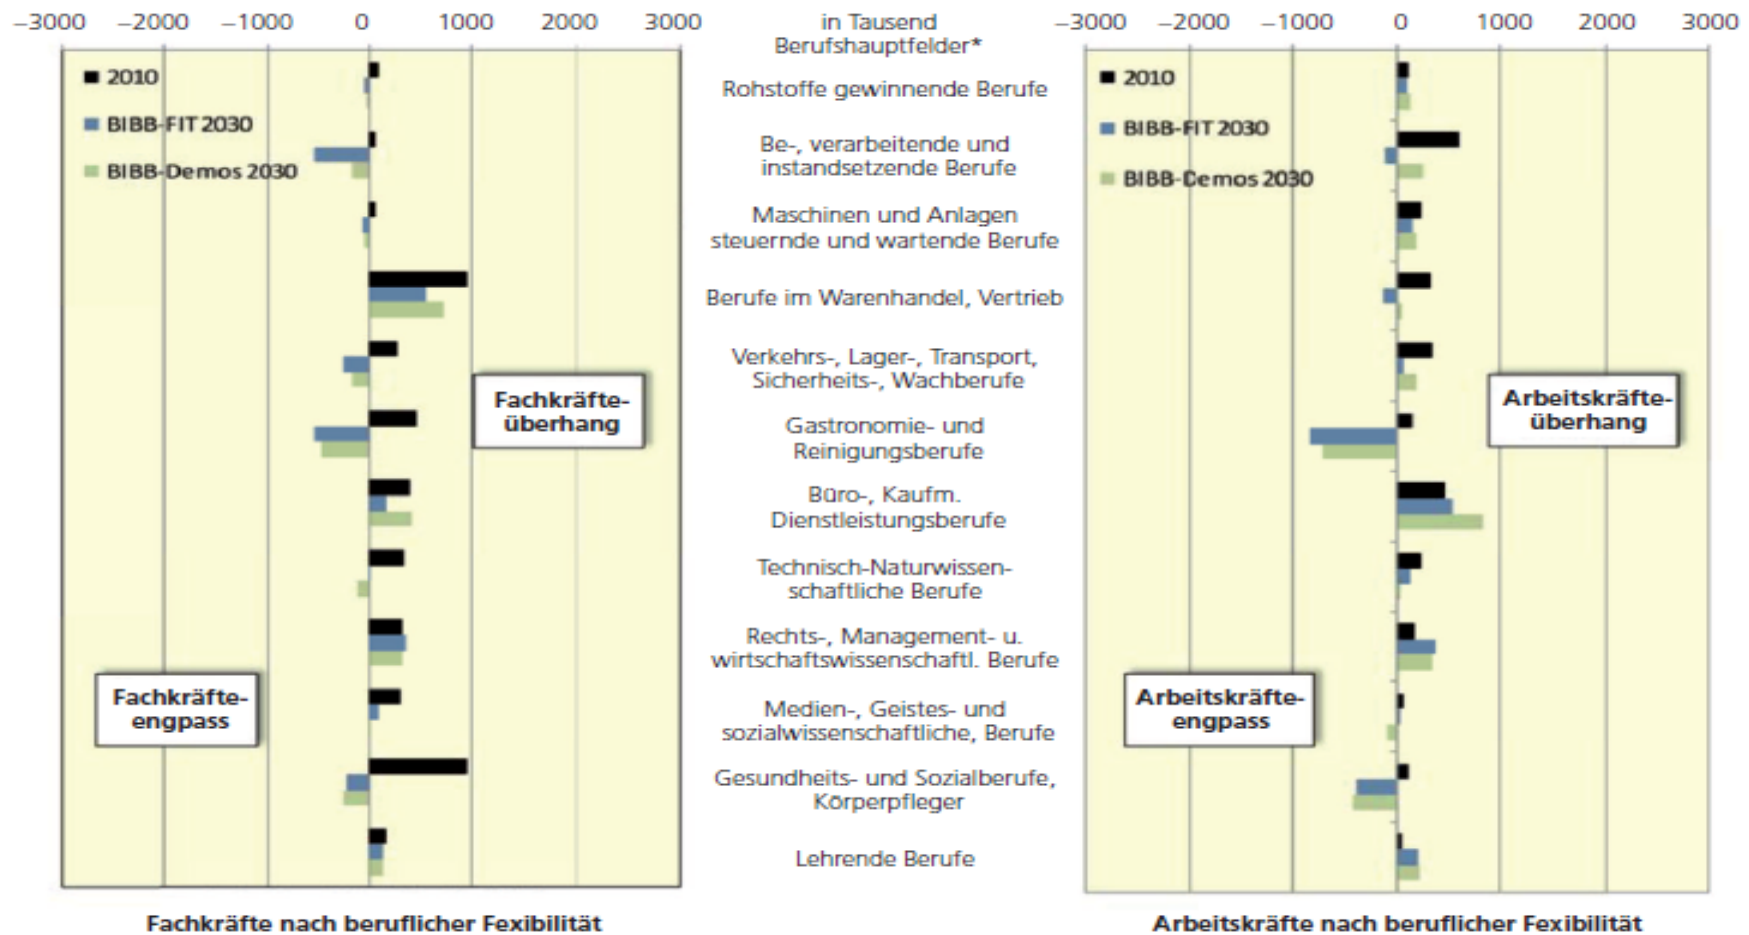 −3000 −2000 −1000 0 1000 2000 3000
in Tausend
Berufshauptfelder*
−3000 −2000 −1000 0 1000 2000 3000
2010
BIBB-FIT 2030
BIBB-Demos 2030
Fachkräfte-
überhang
Fachkräfte-
engpass
Rohstoffe gewinnende Berufe
Be-, verarbeitende und
instandsetzende Berufe
Maschinen und Anlagen
steuernde und wartende Berufe
Berufe im Warenhandel, Vertrieb
Verkehrs-, Lager-, Transport,
Sicherheits-, Wachberufe
Gastronomie- und
Reinigungsberufe
Büro-, Kaufm.
Dienstleistungsberufe
Technisch-Naturwissen-
schaftliche Berufe
Rechts-, Management- u.
wirtschaftswissenschaftl. Berufe
Medien-, Geistes- und
sozialwissenschaftliche, Berufe
Gesundheits- und Sozialberufe,
Körperpfleger
Lehrende Berufe
2010
BIBB-FIT 2030
BIBB-Demos 2030
Arbeitskräfte-
überhang
Arbeitskräfte-
engpass
Fachkräfte nach beruflicher Fexibilität
Arbeitskräfte nach beruflicher Fexibilität